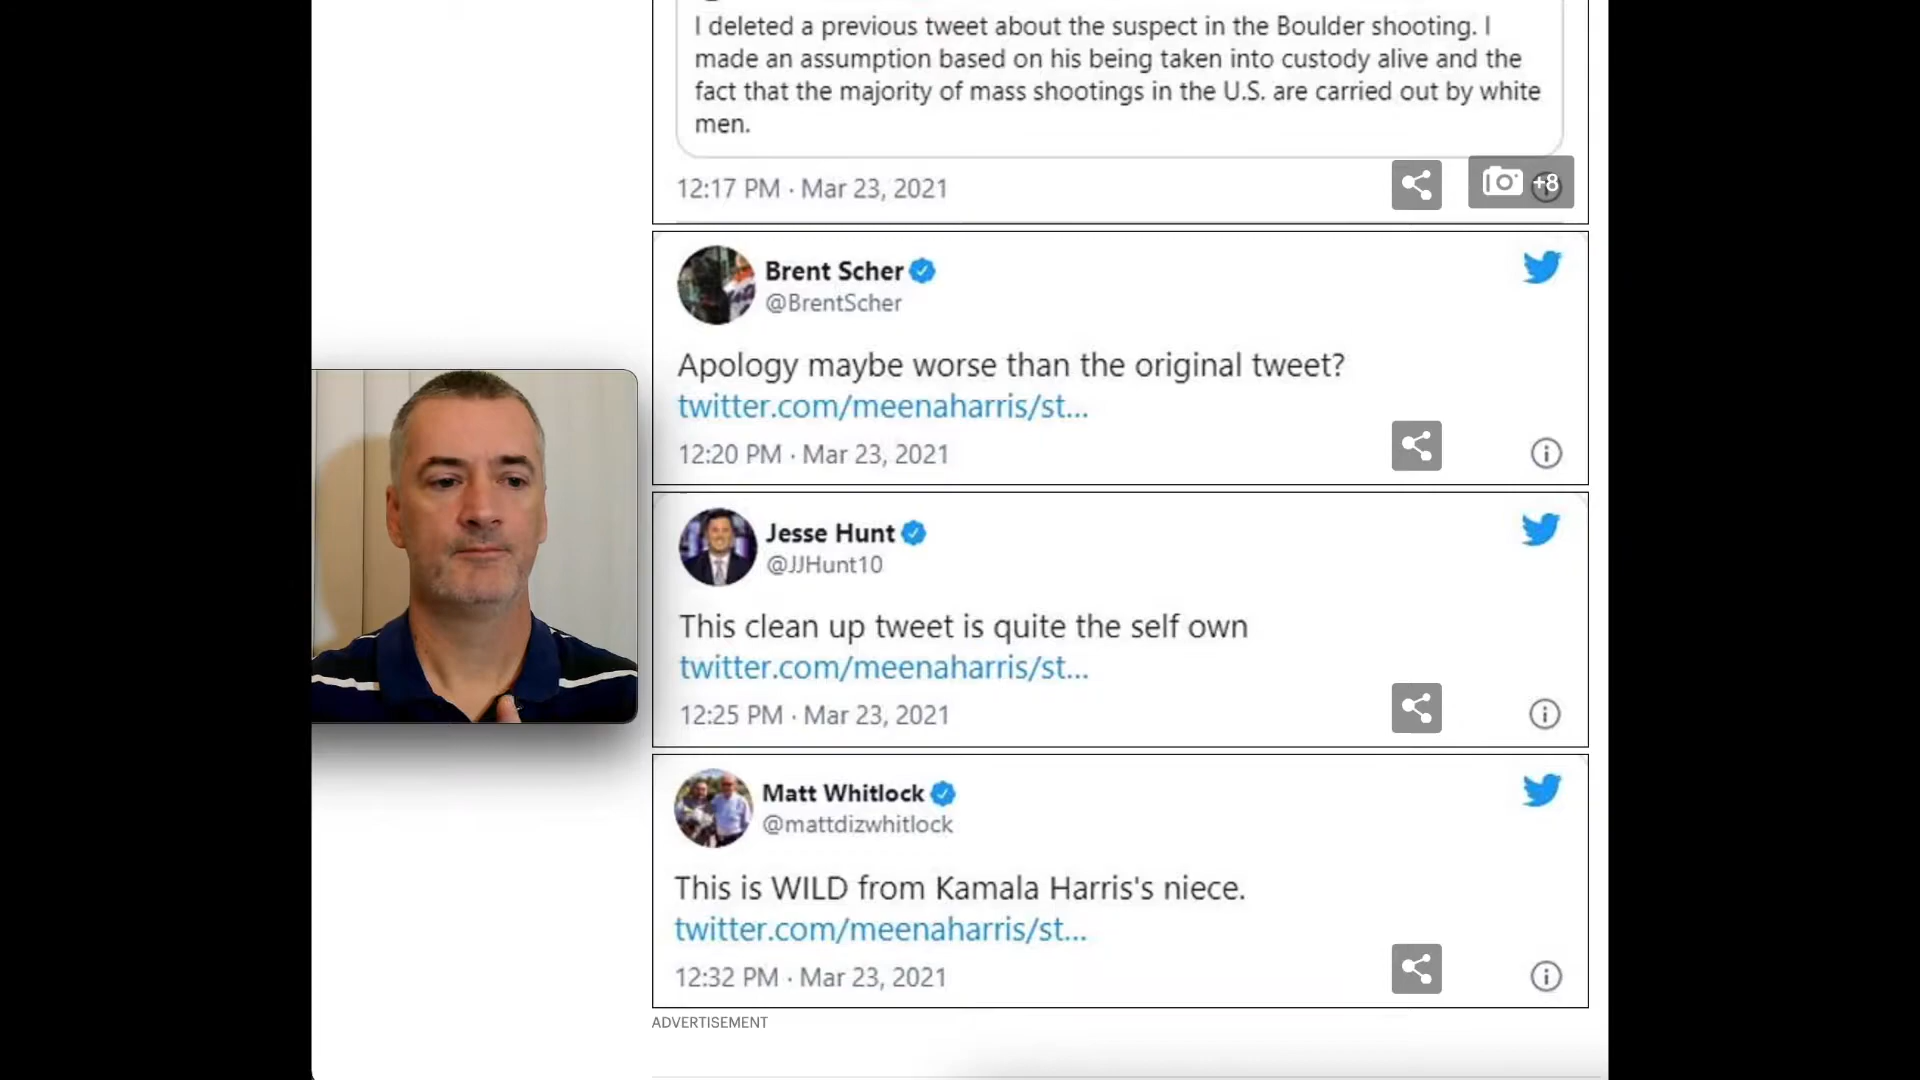 I deleted a previous tweet about the suspect in the Boulder shooting. I
made an assumption based on his being taken into custody alive and the
fact that the majority of mass shootings in the U.S. are carried out by white
men.
12:17 PM · Mar 23, 2021
+8
Brent Scher
@BrentScher
Apology maybe worse than the original tweet?
twitter.com/meenaharris/st...
12:20 PM · Mar 23, 2021
Jesse Hunt
@JJHunt10
This clean up tweet is quite the self own
twitter.com/meenaharris/st...
12:25 PM · Mar 23, 2021
Matt Whitlock
@mattdizwhitlock
This is WILD from Kamala Harris's niece.
twitter.com/meenaharris/st...
12:32 PM · Mar 23, 2021
ADVERTISEMENT